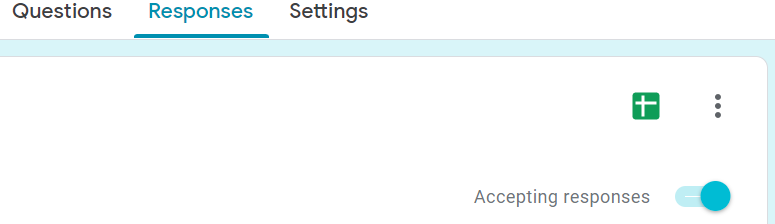 Questions Responses Settings
Accepting responses